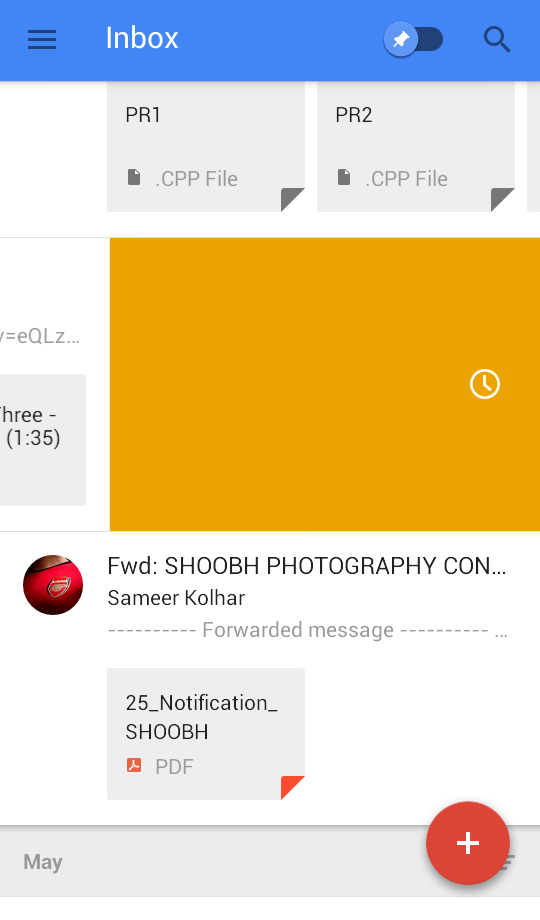 Inbox
PR1
PR2
.CPP File
.CPP File
y=eQLz...
Three -
(1:35)
Fwd: SHOOBH PHOTOGRAPHY CON...
Sameer Kolhar
---------- Forwarded message ---------- ...
25_Notification_
SHOOBH
PDF
May